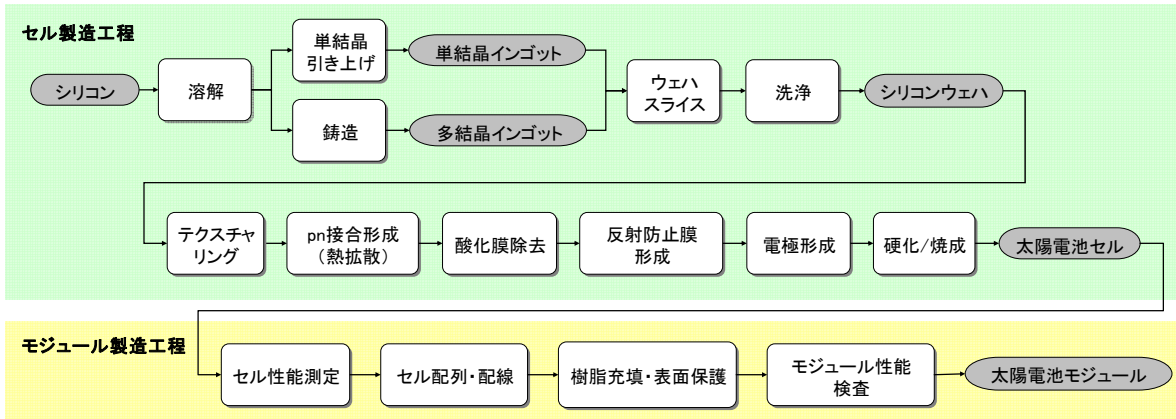 セル製造工程
シリコン
溶解
単結晶
引き上げ
単結晶インゴット
鋳造
多結晶インゴット
ウェハ
スライス
洗浄
シリコンウェハ
テクスチャ
リング
pn接合形成
(熱拡散)
酸化膜除去
反射防止膜
形成
電極形成
硬化/焼成
太陽電池セル
モジュール製造工程
セル性能測定
セル配列・配線
樹脂充填・表面保護
モジュール性能
検査
太陽電池モジュール